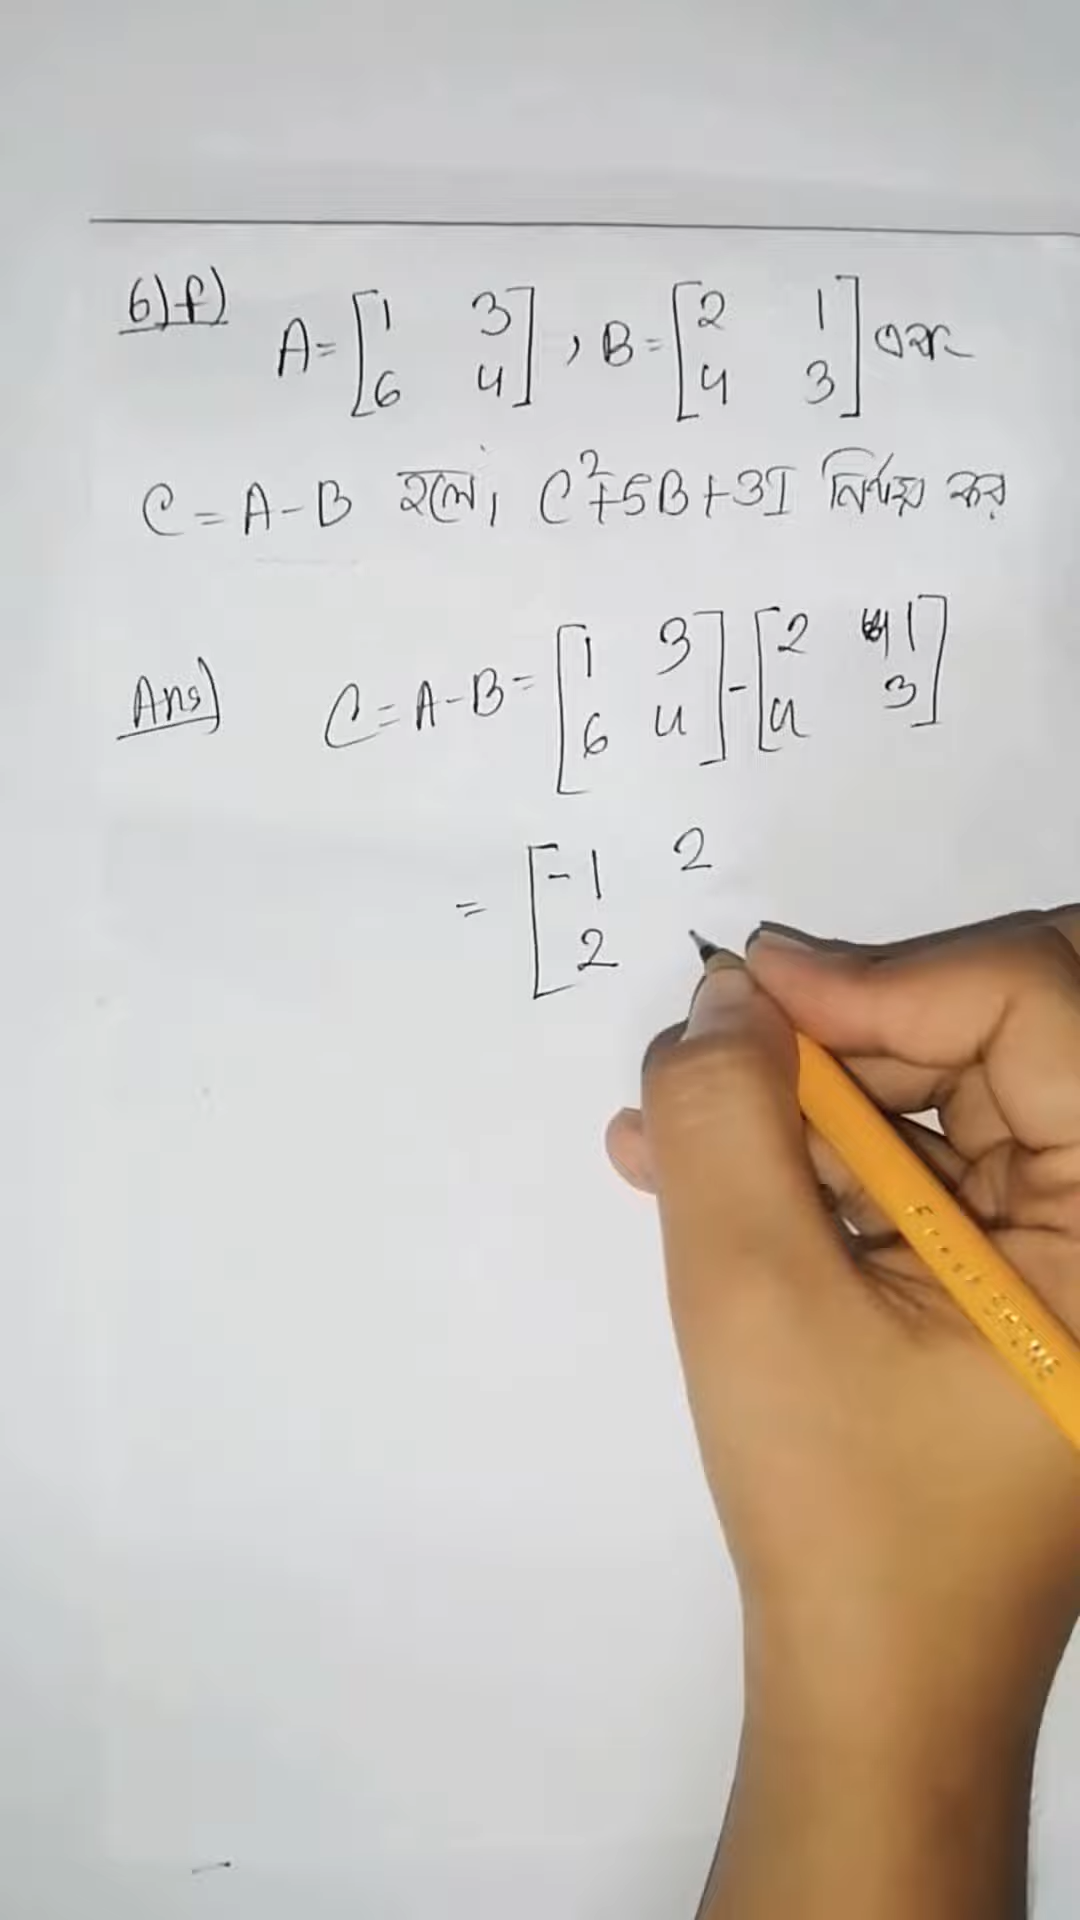 6)f)
A = [1 3
6 4] , B = [2 1
4 3] এবং
C = A - B হলে, C²+5B+3I নির্ণয় কর
Ans) C = A - B = [1 3
6 4] - [2 1
4 3]
= [-1 2
2